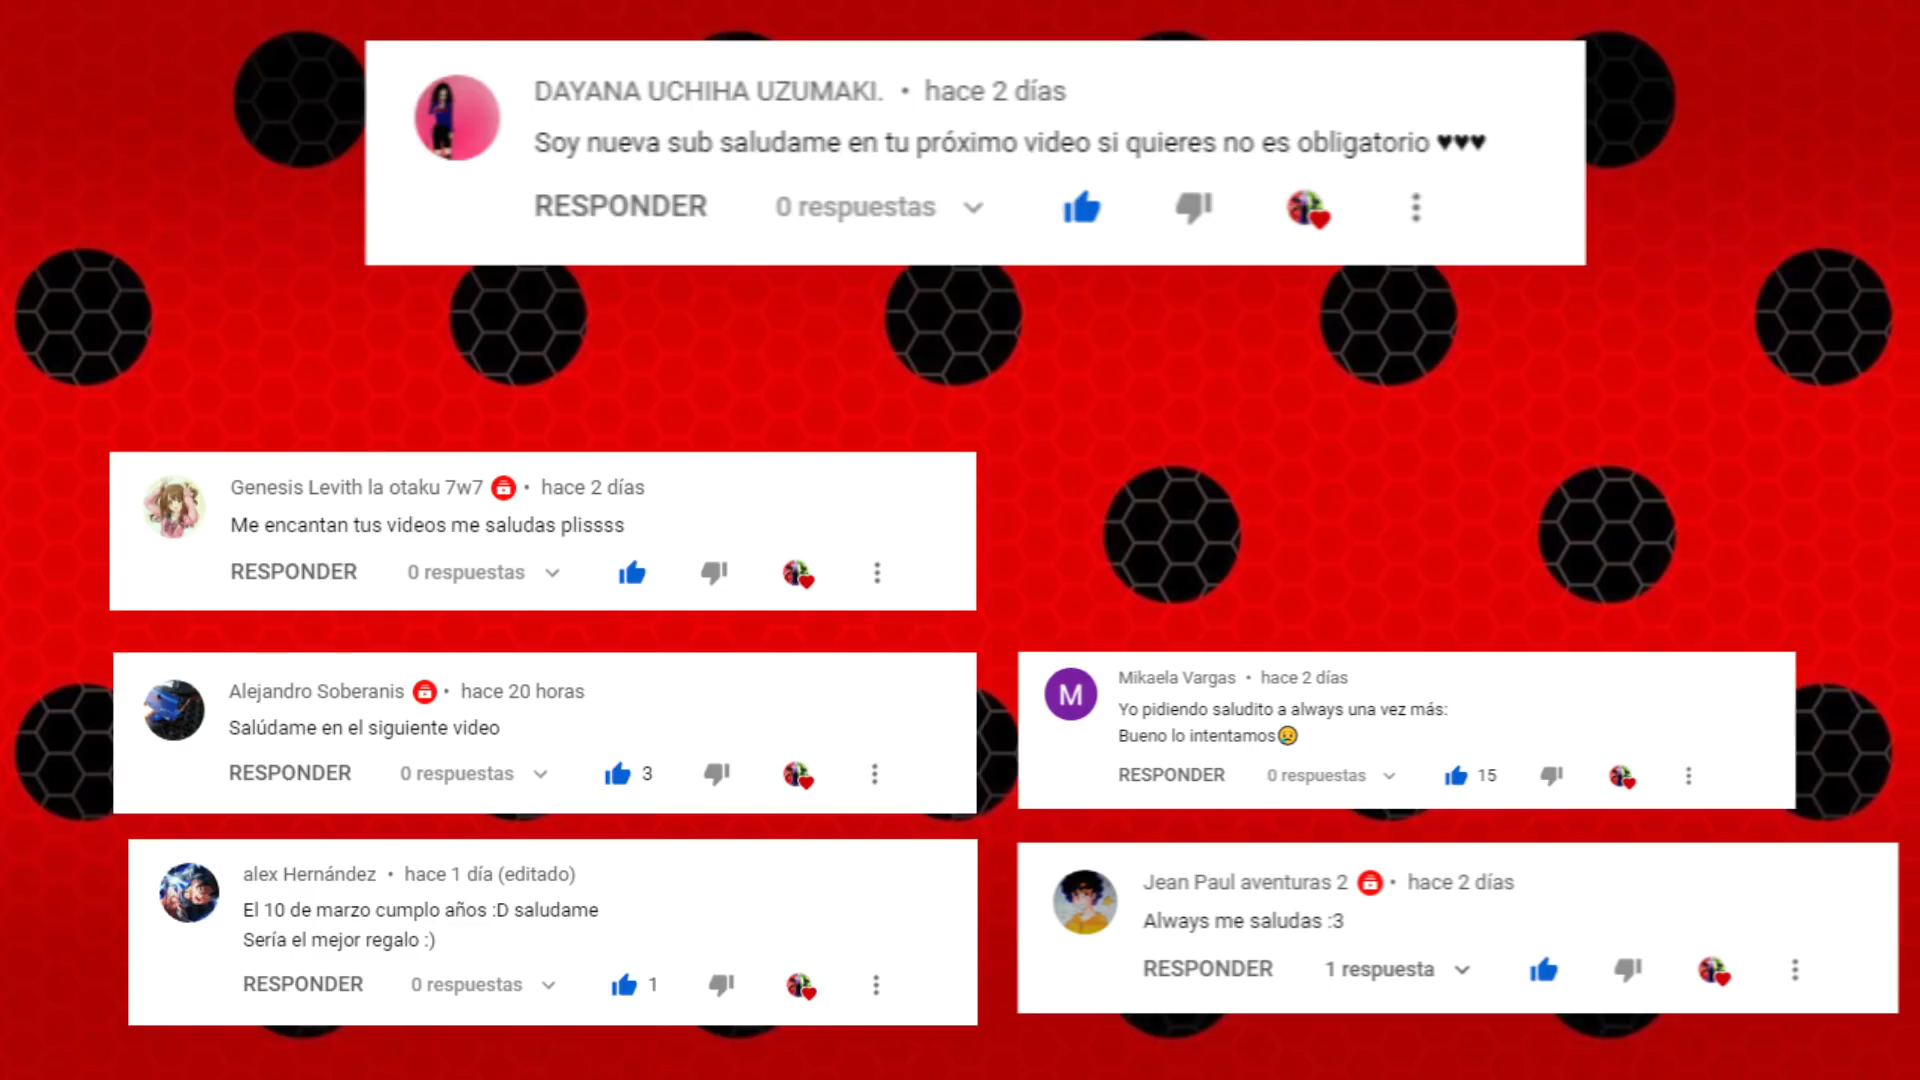 DAYANA UCHIHA UZUMAKI. • hace 2 días
Soy nueva sub saludame en tu próximo video si quieres no es obligatorio ♥♥♥
RESPONDER 0 respuestas
Genesis Levith la otaku 7w7 • hace 2 días
Me encantan tus videos me saludas plissss
RESPONDER 0 respuestas
Alejandro Soberanis • hace 20 horas
Salúdame en el siguiente video
RESPONDER 0 respuestas 3
alex Hernández • hace 1 día (editado)
El 10 de marzo cumplo años :D saludame
Sería el mejor regalo :)
RESPONDER 0 respuestas 1
M
Mikaela Vargas • hace 2 días
Yo pidiendo saludito a always una vez más:
Bueno lo intentamos😢
RESPONDER 0 respuestas 15
Jean Paul aventuras 2 • hace 2 días
Always me saludas :3
RESPONDER 1 respuesta